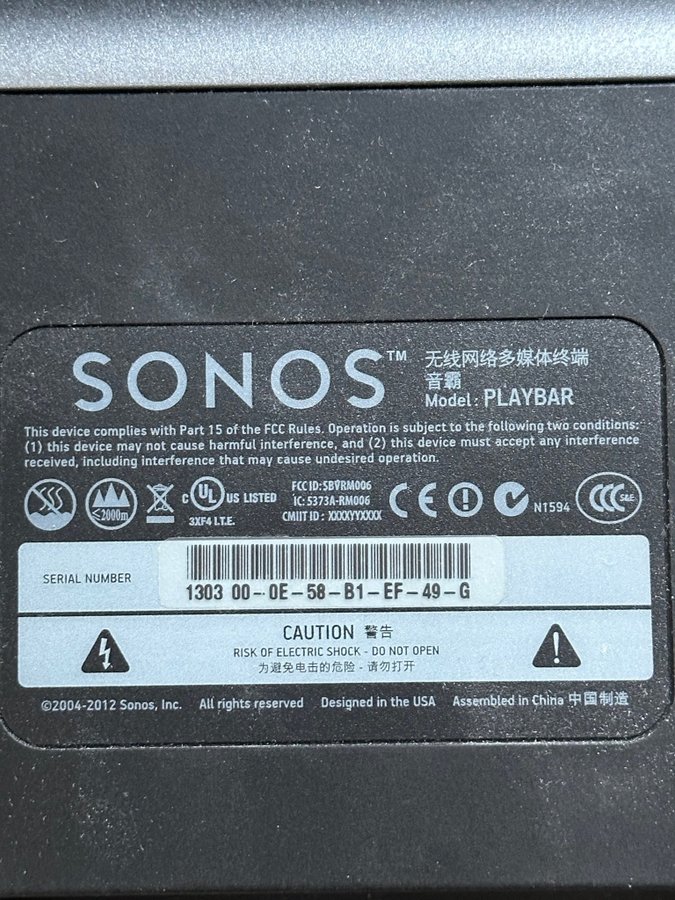 SONOS™
无线网络多媒体终端
音霸
Model: PLAYBAR
This device complies with Part 15 of the FCC Rules. Operation is subject to the following two conditions:
(1) this device may not cause harmful interference, and (2) this device must accept any interference
received, including interference that may cause undesired operation.
≤2000m
C UL US LISTED
3XF4 I.T.E.
FCC ID: SBVRM006
IC: 5373A-RM006
CMIIT ID: XXXXYYXXXX
CE
N1594
CCC S&E
SERIAL NUMBER
1303 00-0E-58-B1-EF-49-G
CAUTION 警告
RISK OF ELECTRIC SHOCK - DO NOT OPEN
为避免电击的危险 - 请勿打开
©2004-2012 Sonos, Inc. All rights reserved Designed in the USA Assembled in China 中国制造